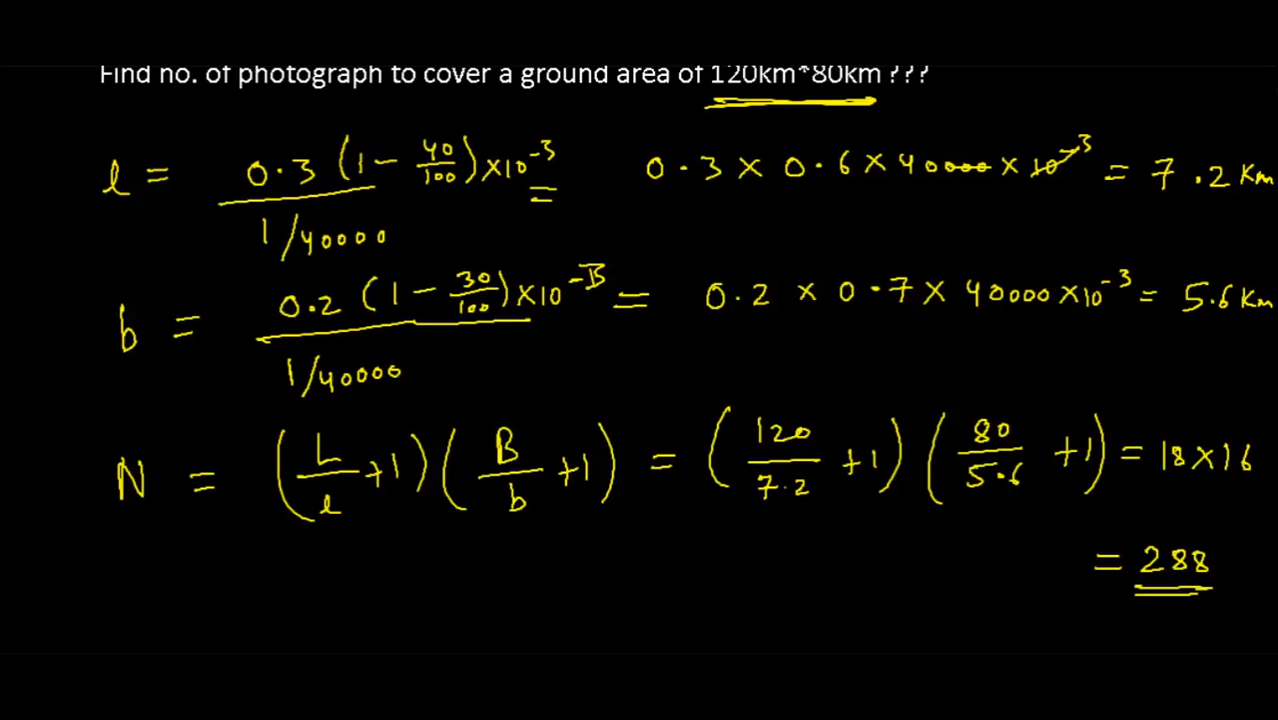 Find no. of photograph to cover a ground area of 120km*80km ???
l = 0.3 (1 - 40/100) x 10^-3 / 1/40000   0.3 x 0.6 x 40000 x 10^-3 = 7.2 Km
b = 0.2 (1 - 30/100) x 10^-3 / 1/40000 = 0.2 x 0.7 x 40000 x 10^-3 = 5.6 Km
N = (L/l + 1) (B/b + 1) = (120/7.2 + 1) (80/5.6 + 1) = 18 x 16
= 288